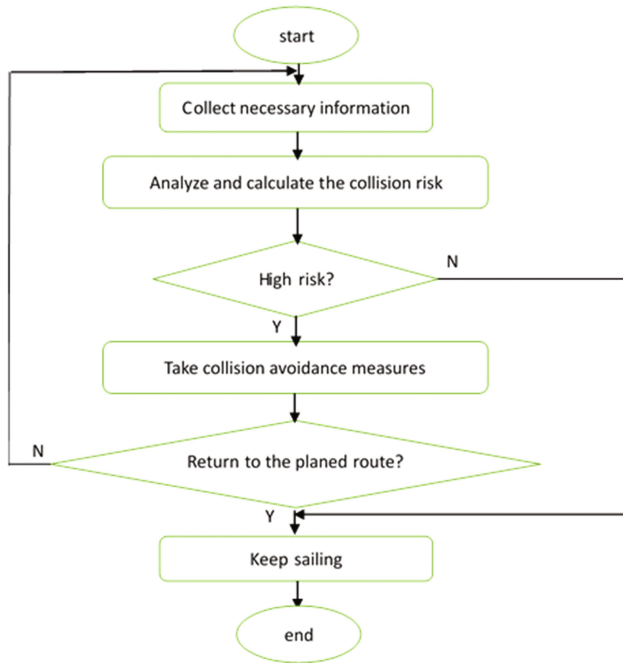 start
Collect necessary information
Analyze and calculate the collision risk
High risk?
N
Y
Take collision avoidance measures
Return to the planed route?
N
Y
Keep sailing
end